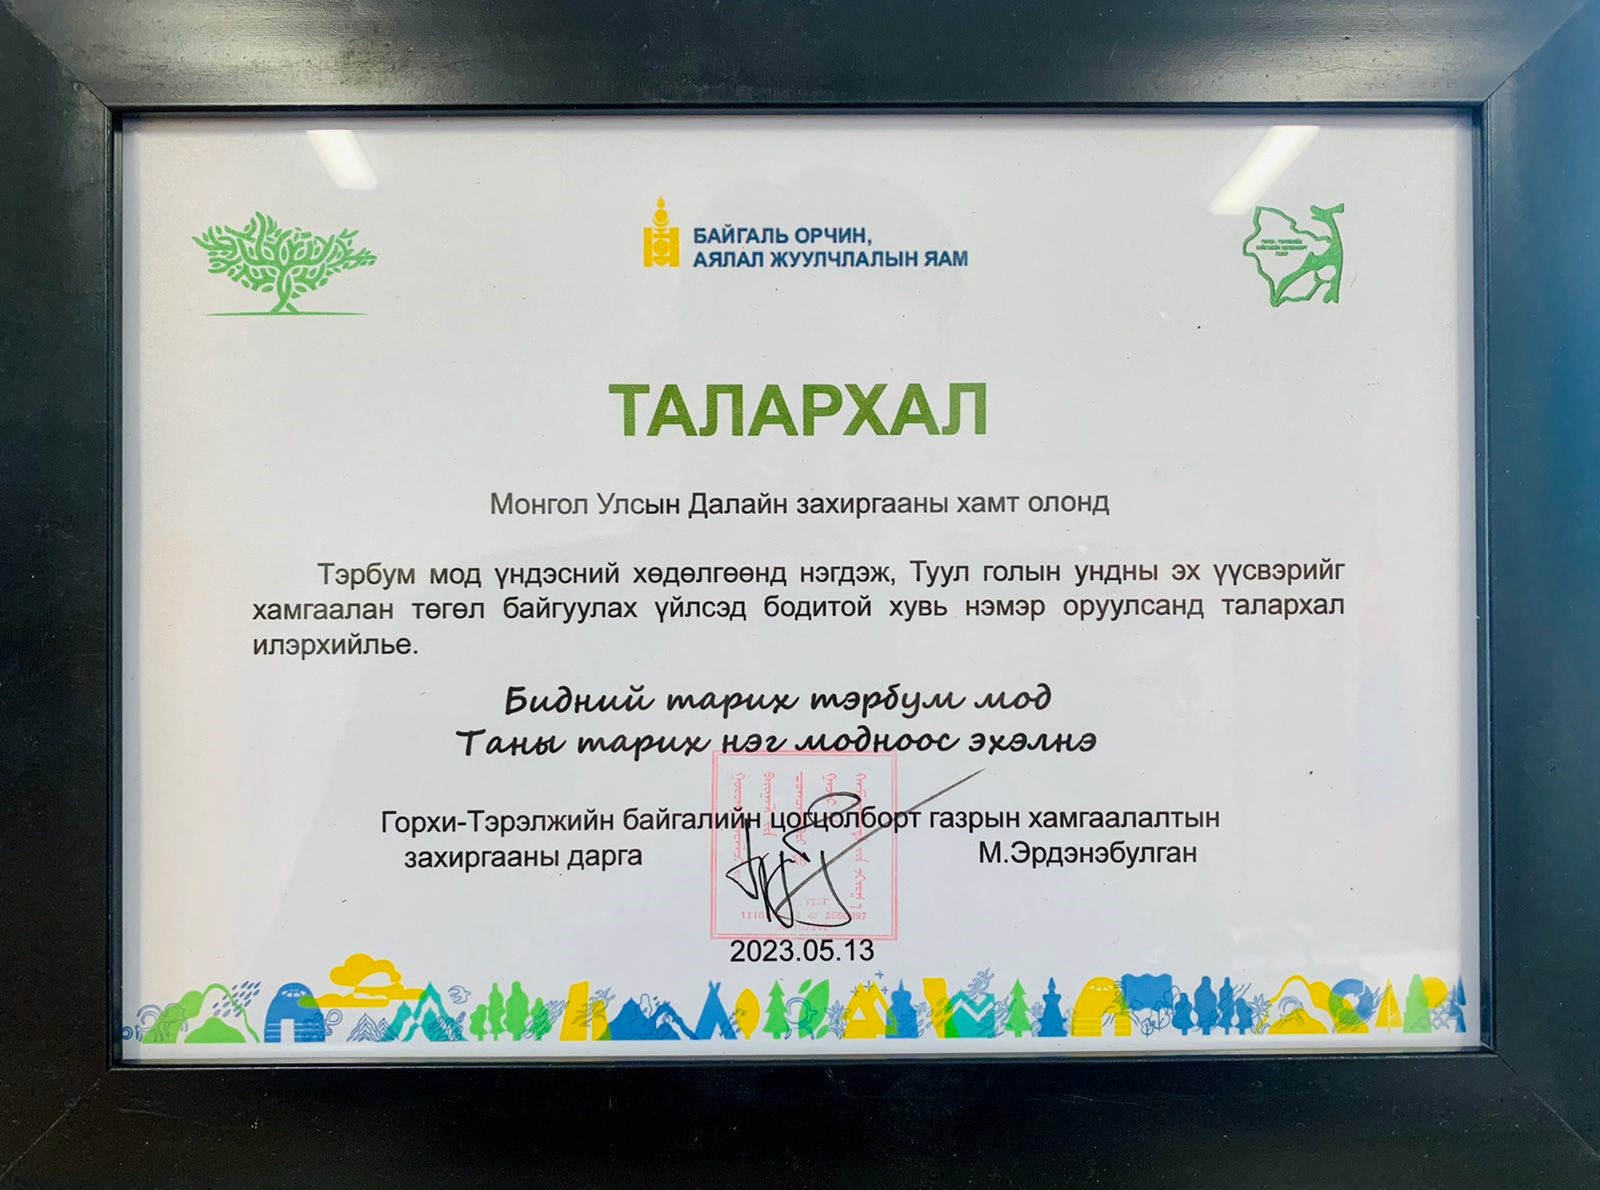 БАЙГАЛЬ ОРЧИН,
АЯЛАЛ ЖУУЛЧЛАЛЫН ЯАМ
ТАЛАРХАЛ
Монгол Улсын Далайн захиргааны хамт олонд
Тэрбум мод үндэсний хөдөлгөөнд нэгдэж, Туул голын ундны эх үүсвэрийг
хамгаалан төгөл байгуулах үйлсэд бодитой хувь нэмэр оруулсанд талархал
илэрхийлье.
Бидний тарих тэрбум мод
Таны тарих нэг модноос эхэлнэ
Горхи-Тэрэлжийн байгалийн цогцолборт газрын хамгаалалтын
захиргааны дарга М.Эрдэнэбулган
2023.05.13